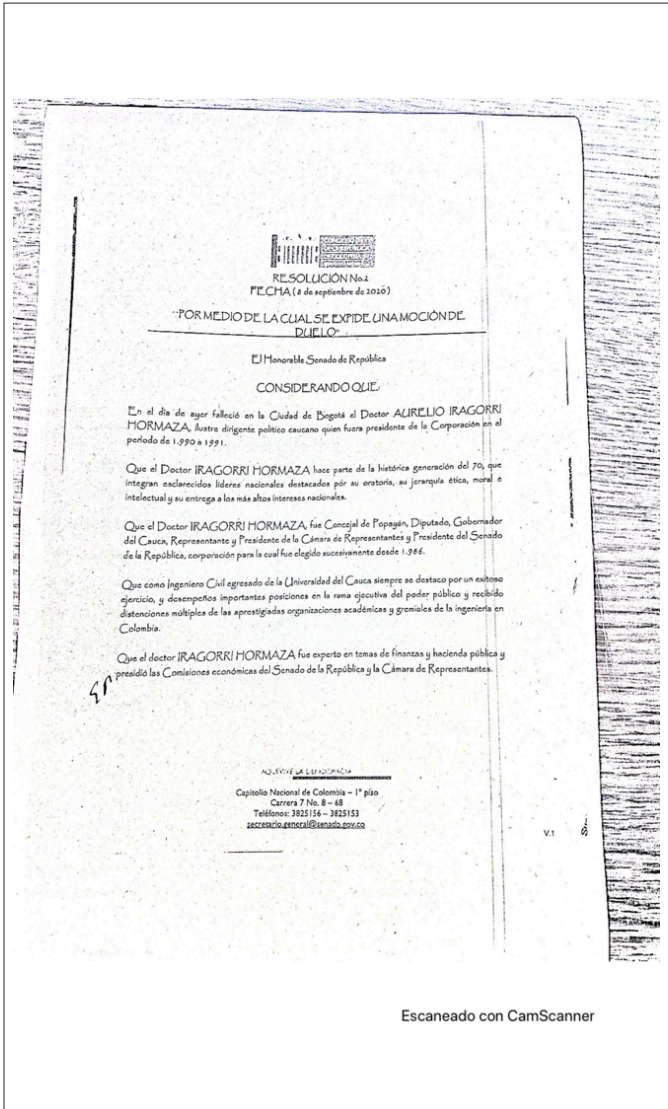 RESOLUCIÓN No.2
FECHA (8 de septiembre de 2020)
"POR MEDIO DE LA CUAL SE EXPIDE UNA MOCIÓN DE
DUELO"
El Honorable Senado de República
CONSIDERANDO QUE:
En el día de ayer falleció en la Ciudad de Bogotá el Doctor AURELIO IRAGORRI
HORMAZA, ilustre dirigente político caucano quien fuera presidente de la Corporación en el
período de 1.990 a 1991.
Que el Doctor IRAGORRI HORMAZA hace parte de la histórica generación del 70, que
integran esclarecidos líderes nacionales destacados por su oratoria, su jerarquía ética, moral e
intelectual y su entrega a los más altos intereses nacionales.
Que el Doctor IRAGORRI HORMAZA, fue Concejal de Popayán, Diputado, Gobernador
del Cauca, Representante y Presidente de la Cámara de Representantes y Presidente del Senado
de la República, corporación para la cual fue elegido sucesivamente desde 1.986.
Que como Ingeniero Civil egresado de la Universidad del Cauca siempre se destaco por un exitoso
ejercicio, y desempeños importantes posiciones en la rama ejecutiva del poder público y recibido
distenciones múltiples de las aprestigiadas organizaciones académicas y gremiales de la ingeniería en
Colombia.
Que el doctor IRAGORRI HORMAZA fue experto en temas de finanzas y hacienda pública y
presidió las Comisiones económicas del Senado de la República y la Cámara de Representantes.
AQUÍ VIVE LA DEMOCRACIA
Capitolio Nacional de Colombia – 1° piso
Carrera 7 No. 8 – 68
Teléfonos: 3825156 – 3825153
secretario.general@senado.gov.co
V.1
Escaneado con CamScanner